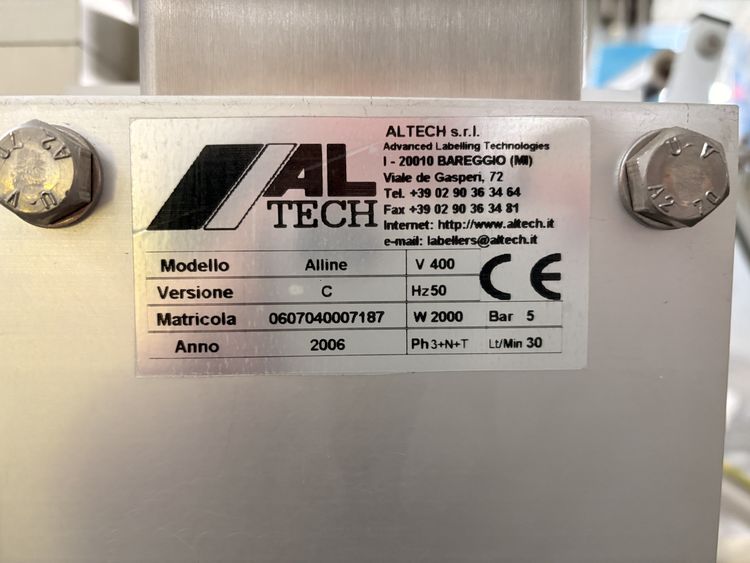 AL
TECH
ALTECH s.r.l.
Advanced Labelling Technologies
I - 20010 BAREGGIO (MI)
Viale de Gasperi, 72
Tel. +39 02 90 36 34 64
Fax +39 02 90 36 34 81
Internet: http://www.altech.it
e-mail: labellers@altech.it
Modello Alline V 400 CE
Versione C Hz 50
Matricola 0607040007187 W 2000 Bar 5
Anno 2006 Ph 3+N+T Lt/Min 30
U-V
A2 70
U-V
A2 70